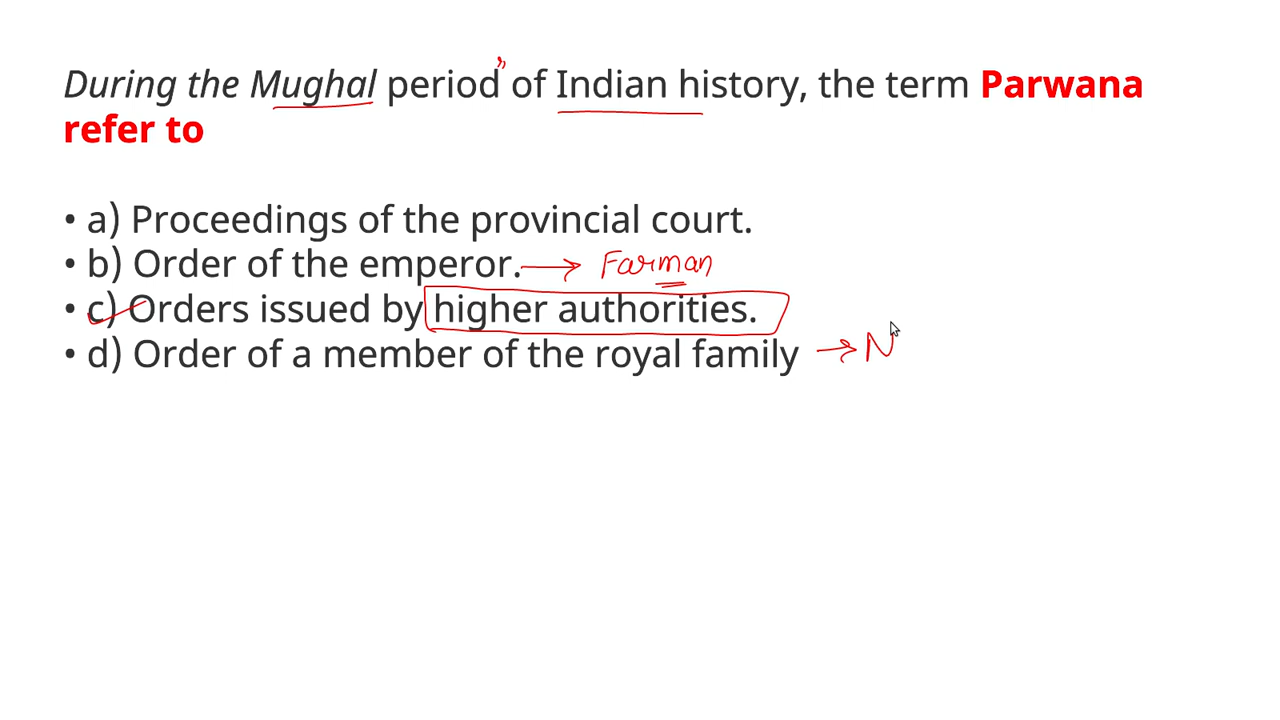 During the Mughal period" of Indian history, the term Parwana
refer to
• a) Proceedings of the provincial court.
• b) Order of the emperor. → Farman
• c) Orders issued by higher authorities.
• d) Order of a member of the royal family → N